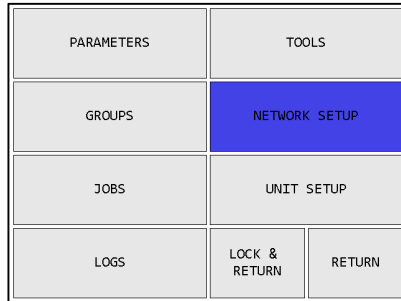 PARAMETERS
TOOLS
GROUPS
NETWORK SETUP
JOBS
UNIT SETUP
LOGS
LOCK &
RETURN
RETURN